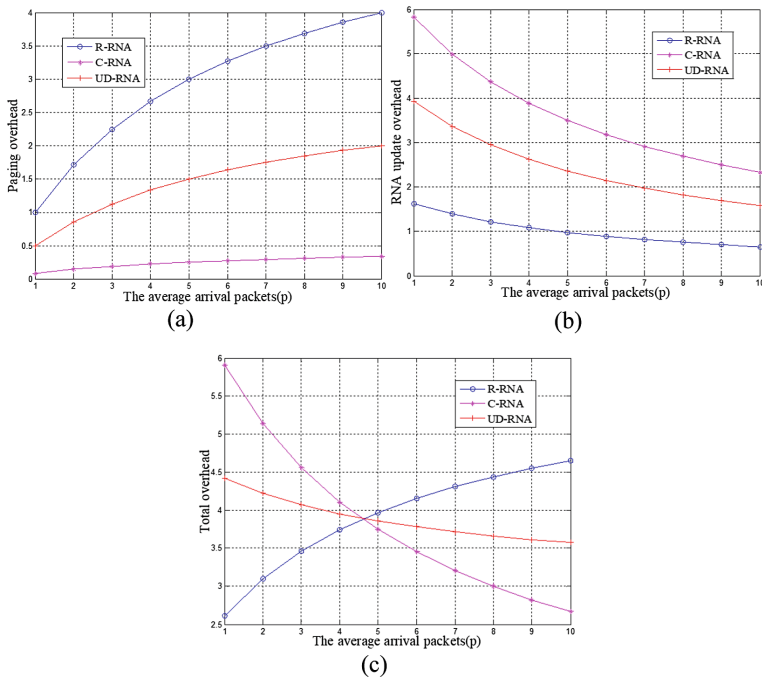 4
3.5
3
2.5
2
1.5
1
0.5
0
Paging overhead
R-RNA
C-RNA
UD-RNA
1 2 3 4 5 6 7 8 9 10
The average arrival packets(p)
(a)
6
5
4
3
2
1
0
RNA update overhead
R-RNA
C-RNA
UD-RNA
1 2 3 4 5 6 7 8 9 10
The average arrival packets(p)
(b)
6
5.5
5
4.5
4
3.5
3
2.5
Total overhead
R-RNA
C-RNA
UD-RNA
1 2 3 4 5 6 7 8 9 10
The average arrival packets(p)
(c)